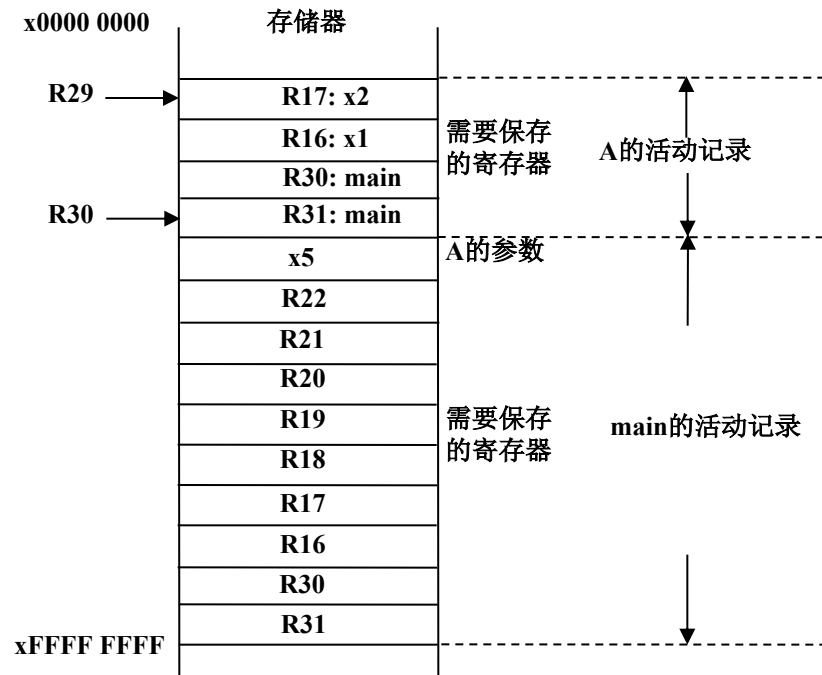 x0000 0000
存储器
R29
R17: x2
R16: x1
R30: main
R30
R31: main
需要保存
的寄存器
A的活动记录
x5
A的参数
R22
R21
R20
R19
R18
R17
R16
R30
R31
需要保存
的寄存器
main的活动记录
xFFFF FFFF